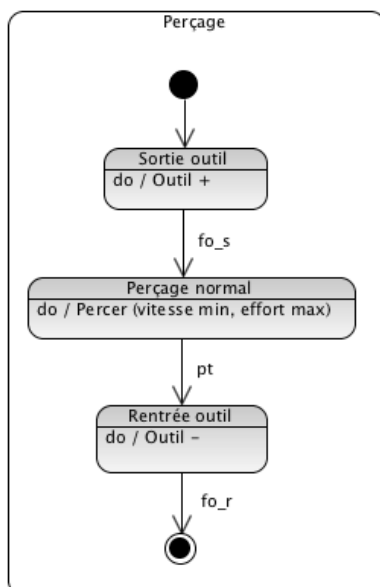 Perçage
Sortie outil
do / Outil +
fo_s
Perçage normal
do / Percer (vitesse min, effort max)
pt
Rentrée outil
do / Outil -
fo_r